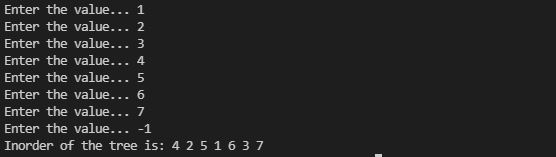 Enter the value... 1
Enter the value... 2
Enter the value... 3
Enter the value... 4
Enter the value... 5
Enter the value... 6
Enter the value... 7
Enter the value... -1
Inorder of the tree is: 4 2 5 1 6 3 7